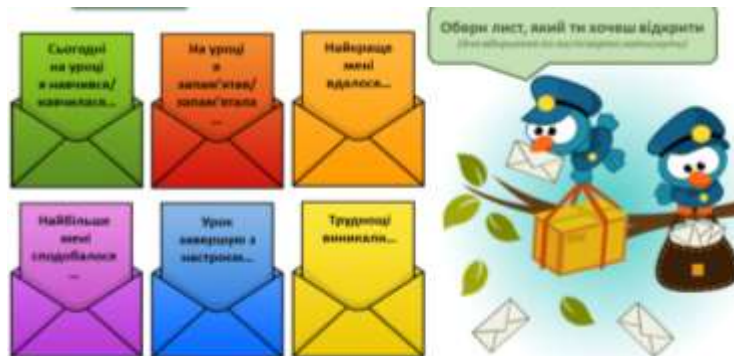 Сьогодні
на уроці
я навчився/
навчилася...
На уроці
я
запам'ятав/
запам'ятала
...
Найкраще
мені
вдалося...
Обери лист, який ти хочеш відкрити
Найбільше
мені
сподобалося
...
Урок
завершую з
настроєм...
Труднощі
виникали...